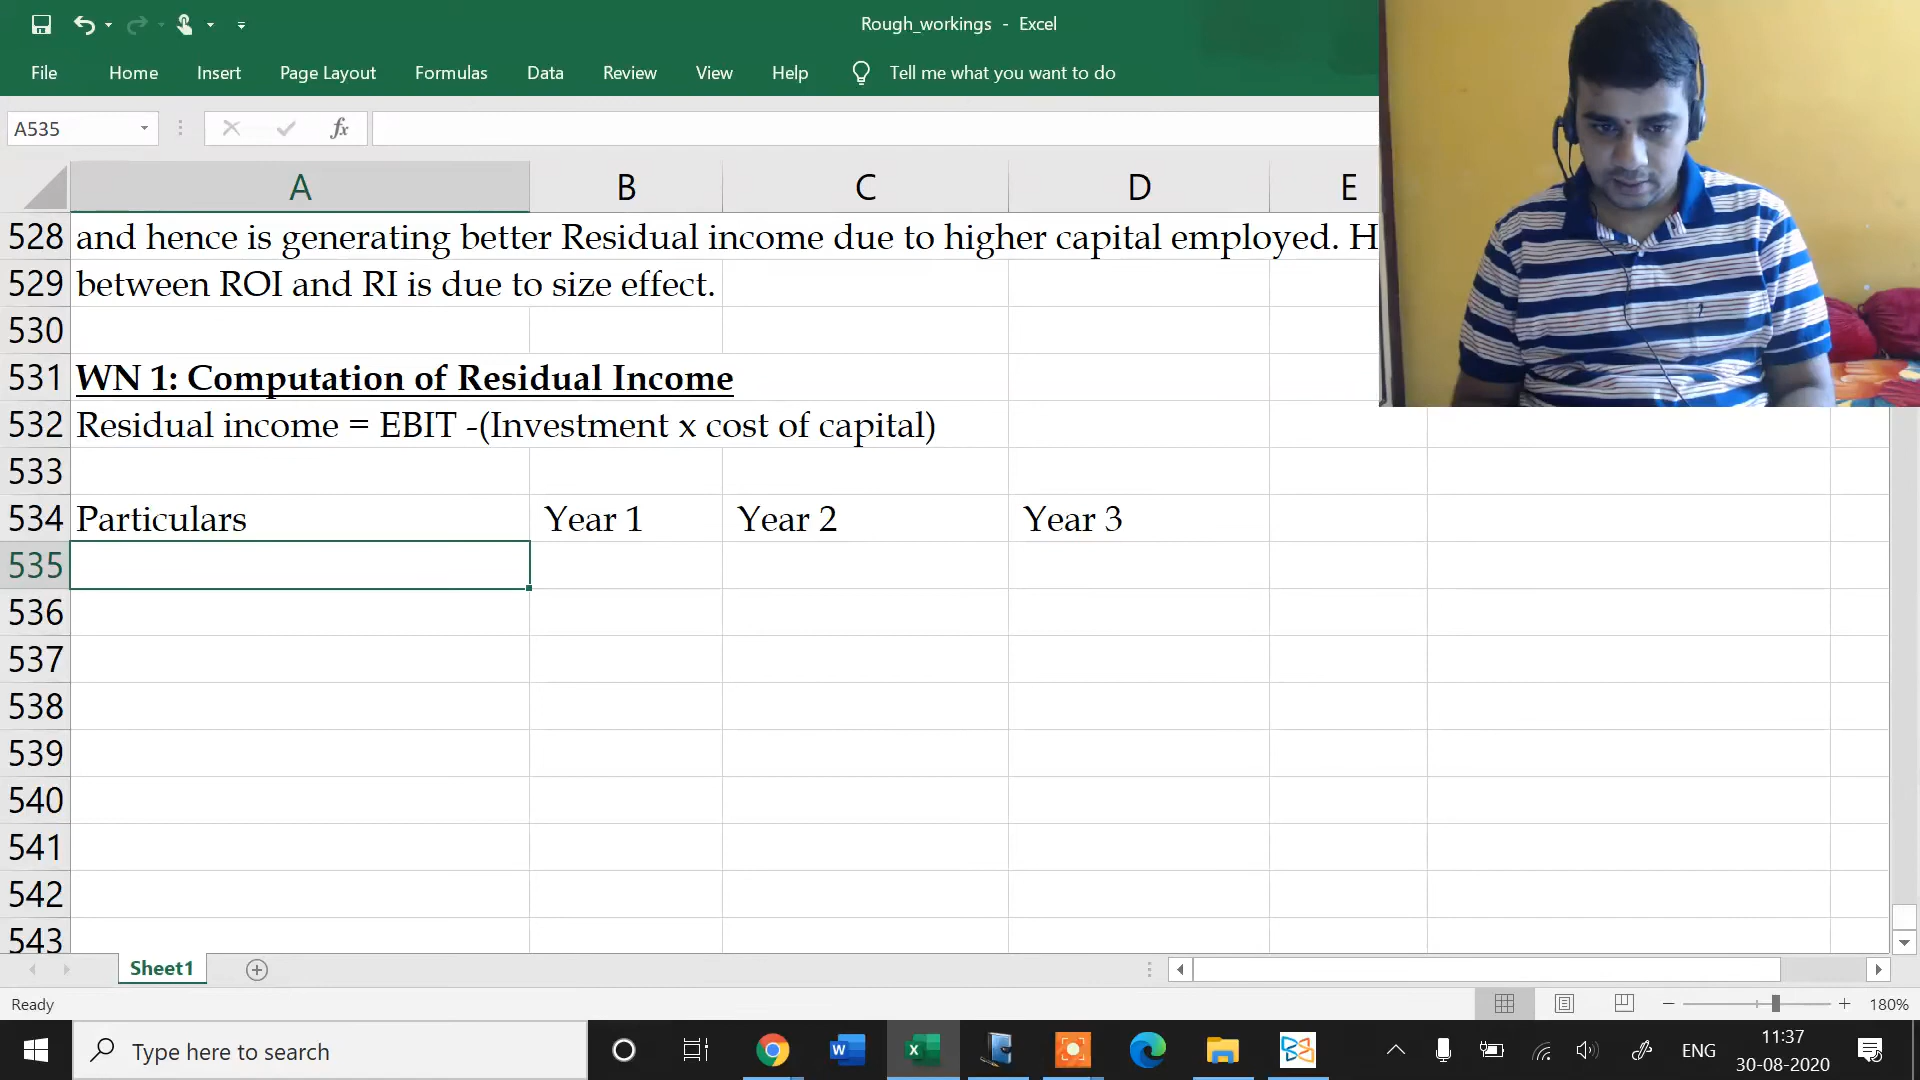 Rough_workings - Excel
File Home Insert Page Layout Formulas Data Review View Help Tell me what you want to do
A535 fx
A B C D E
528 and hence is generating better Residual income due to higher capital employed. H
529 between ROI and RI is due to size effect.
530
531 WN 1: Computation of Residual Income
532 Residual income = EBIT -(Investment x cost of capital)
533
534 Particulars Year 1 Year 2 Year 3
535
536
537
538
539
540
541
542
543
Sheet1
Ready 180%
Type here to search ENG 11:37
30-08-2020